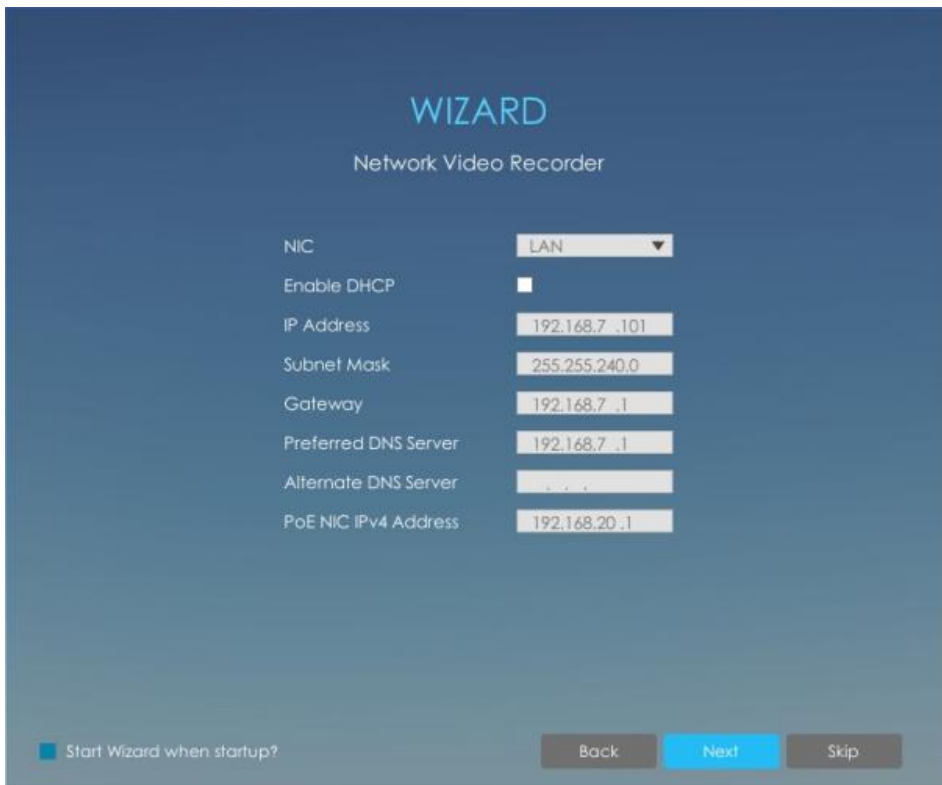 WIZARD
Network Video Recorder
NIC LAN
Enable DHCP
IP Address 192.168.7 .101
Subnet Mask 255.255.240.0
Gateway 192.168.7 .1
Preferred DNS Server 192.168.7 .1
Alternate DNS Server . . .
PoE NIC IPv4 Address 192.168.20 .1
Start Wizard when startup? Back Next Skip